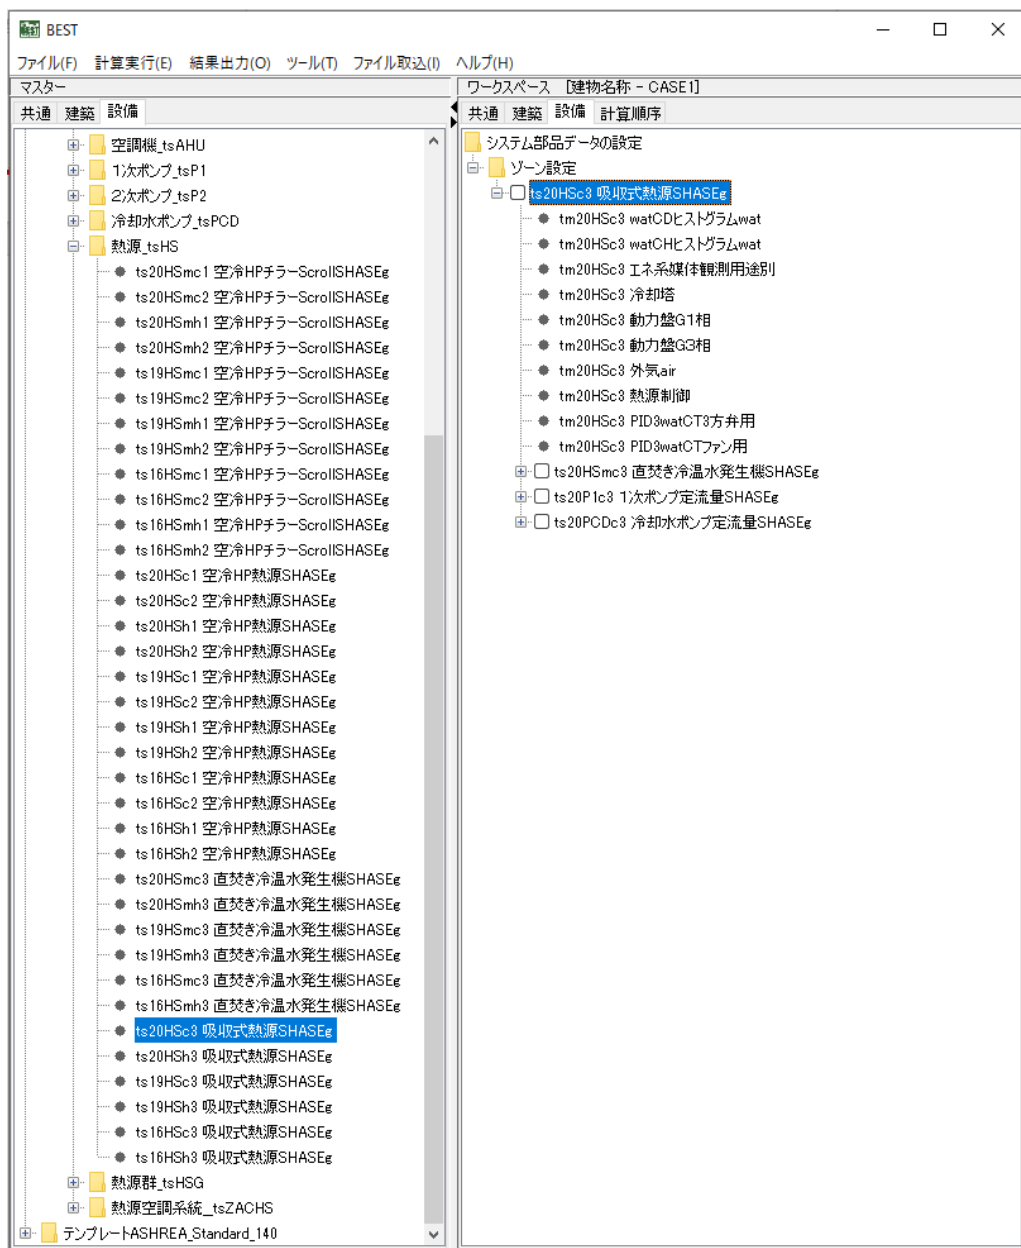 BEST
ファイル(F) 計算実行(E) 結果出力(O) ツール(T) ファイル取込(I) ヘルプ(H)
マスター
共通 建築 設備
空調機_tsAHU
1次ポンプ_tsP1
2次ポンプ_tsP2
冷却水ポンプ_tsPCD
熱源_tsHS
ts20HSmc1 空冷HPチラーScrollSHASEg
ts20HSmc2 空冷HPチラーScrollSHASEg
ts20HSmh1 空冷HPチラーScrollSHASEg
ts20HSmh2 空冷HPチラーScrollSHASEg
ts19HSmc1 空冷HPチラーScrollSHASEg
ts19HSmc2 空冷HPチラーScrollSHASEg
ts19HSmh1 空冷HPチラーScrollSHASEg
ts19HSmh2 空冷HPチラーScrollSHASEg
ts16HSmc1 空冷HPチラーScrollSHASEg
ts16HSmc2 空冷HPチラーScrollSHASEg
ts16HSmh1 空冷HPチラーScrollSHASEg
ts16HSmh2 空冷HPチラーScrollSHASEg
ts20HSc1 空冷HP熱源SHASEg
ts20HSc2 空冷HP熱源SHASEg
ts20HSh1 空冷HP熱源SHASEg
ts20HSh2 空冷HP熱源SHASEg
ts19HSc1 空冷HP熱源SHASEg
ts19HSc2 空冷HP熱源SHASEg
ts19HSh1 空冷HP熱源SHASEg
ts19HSh2 空冷HP熱源SHASEg
ts16HSc1 空冷HP熱源SHASEg
ts16HSc2 空冷HP熱源SHASEg
ts16HSh1 空冷HP熱源SHASEg
ts16HSh2 空冷HP熱源SHASEg
ts20HSmc3 直焚き冷温水発生機SHASEg
ts20HSmh3 直焚き冷温水発生機SHASEg
ts19HSmc3 直焚き冷温水発生機SHASEg
ts19HSmh3 直焚き冷温水発生機SHASEg
ts16HSmc3 直焚き冷温水発生機SHASEg
ts16HSmh3 直焚き冷温水発生機SHASEg
ts20HSc3 吸収式熱源SHASEg
ts20HSh3 吸収式熱源SHASEg
ts19HSc3 吸収式熱源SHASEg
ts19HSh3 吸収式熱源SHASEg
ts16HSc3 吸収式熱源SHASEg
ts16HSh3 吸収式熱源SHASEg
熱源群_tsHSG
熱源空調系統_tsZACHS
テンプレートASHREA_Standard_140
ワークスペース [建物名称 - CASE1]
共通 建築 設備 計算順序
システム部品データの設定
ゾーン設定
ts20HSc3 吸収式熱源SHASEg
tm20HSc3 watCDヒストグラムwat
tm20HSc3 watCHヒストグラムwat
tm20HSc3 エネ系媒体観測用途別
tm20HSc3 冷却塔
tm20HSc3 動力盤G1相
tm20HSc3 動力盤G3相
tm20HSc3 外気air
tm20HSc3 熱源制御
tm20HSc3 PID3watCT3方弁用
tm20HSc3 PID3watCTファン用
ts20HSmc3 直焚き冷温水発生機SHASEg
ts20P1c3 1次ポンプ定流量SHASEg
ts20PCDc3 冷却水ポンプ定流量SHASEg